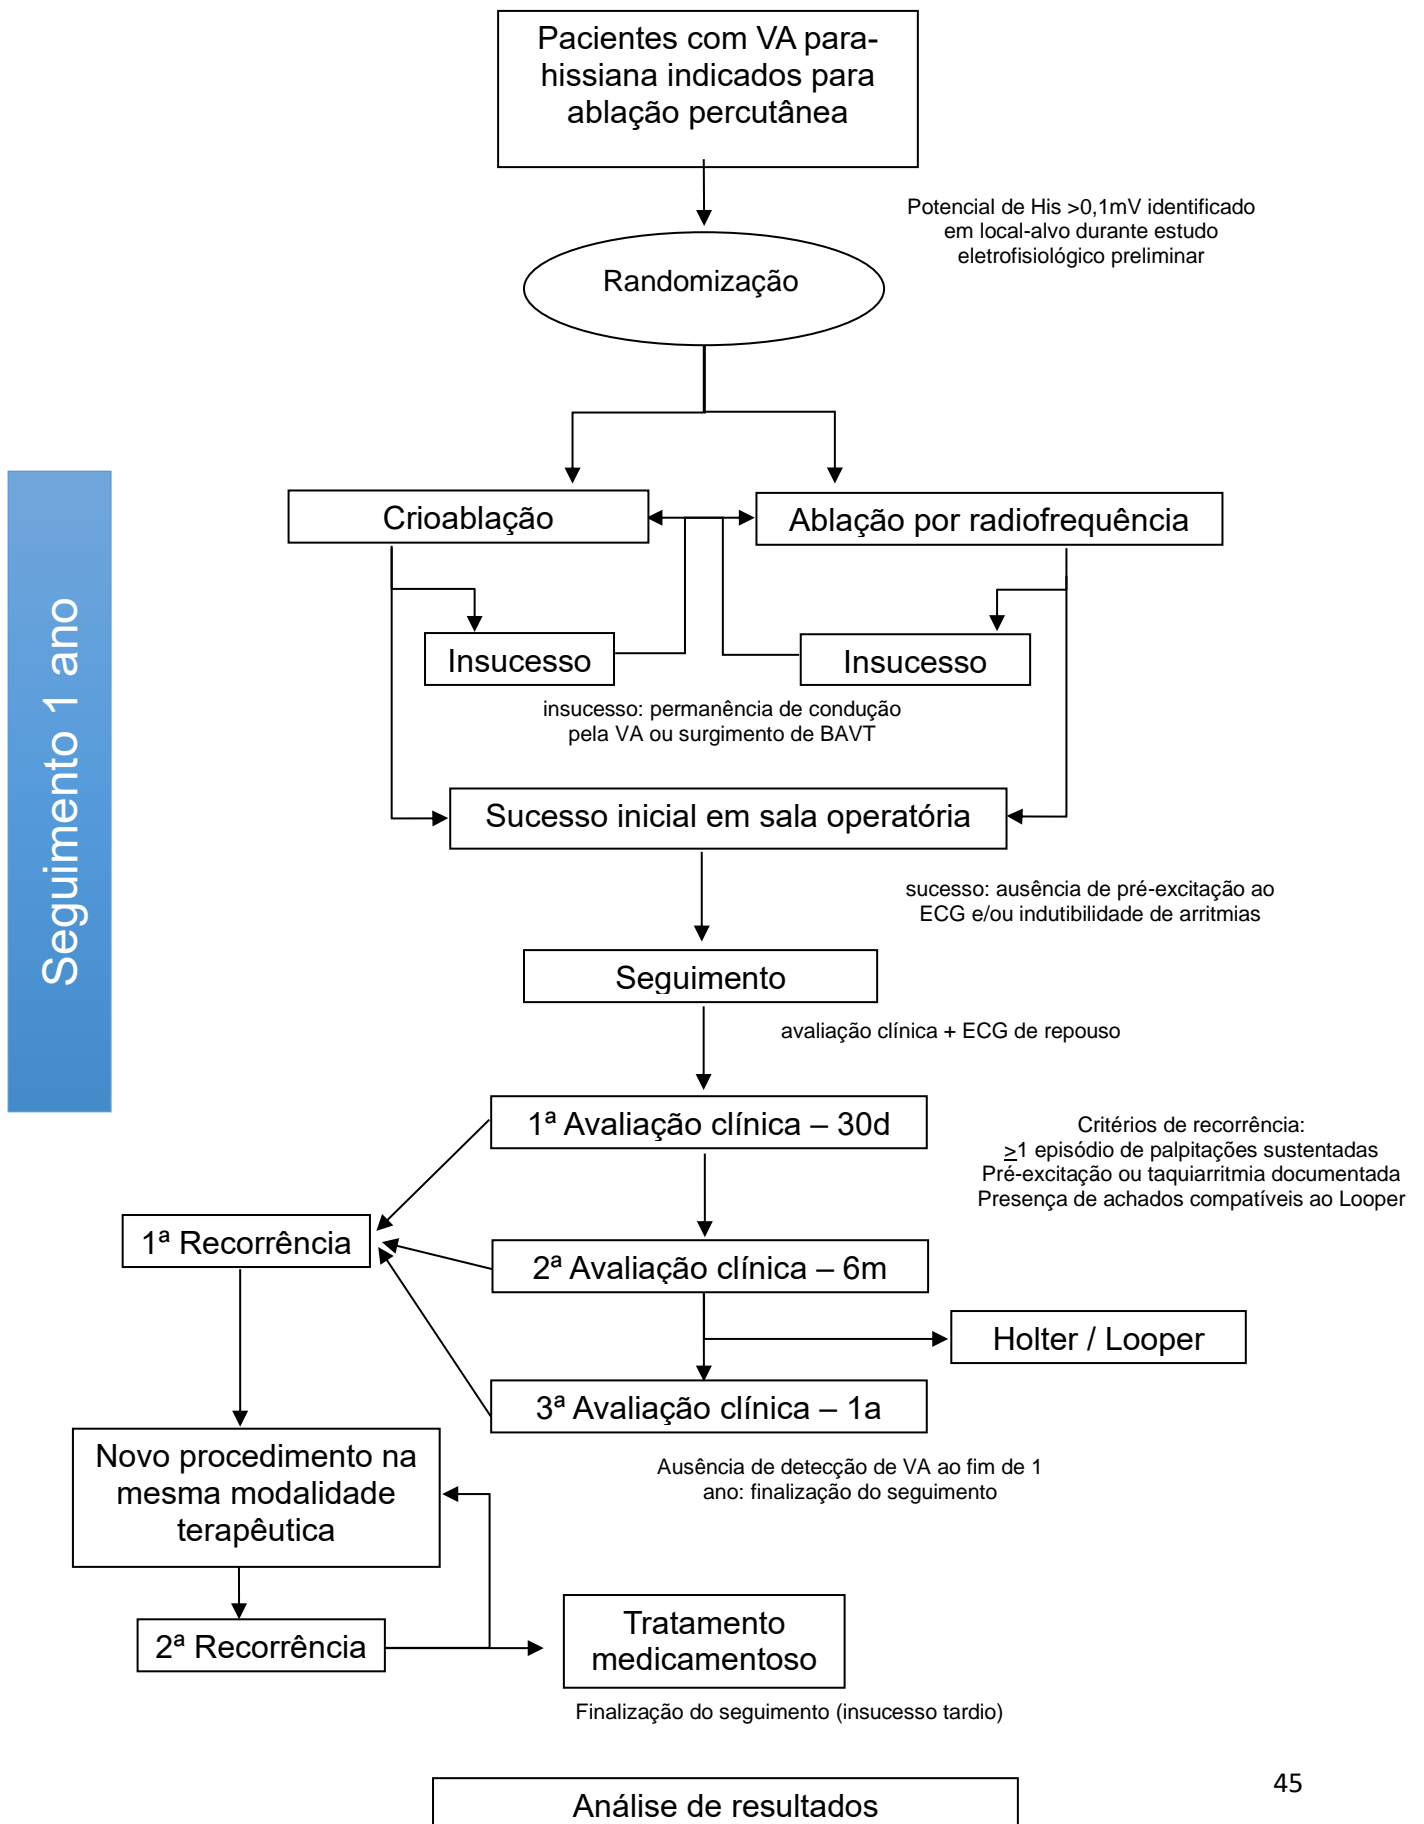 Pacientes com VA para-
hissiana indicados para
ablação percutânea
Potencial de His >0,1mV identificado
em local-alvo durante estudo
eletrofisiológico preliminar
Randomização
Seguimento 1 ano
Crioablação
Ablação por radiofrequência
Insucesso
Insucesso
insucesso: permanência de condução
pela VA ou surgimento de BAVT
Sucesso inicial em sala operatória
sucesso: ausência de pré-excitação ao
ECG e/ou indutibilidade de arritmias
Seguimento
avaliação clínica + ECG de repouso
1ª Avaliação clínica – 30d
Critérios de recorrência:
≥1 episódio de palpitações sustentadas
Pré-excitação ou taquiarritmia documentada
Presença de achados compatíveis ao Looper
1ª Recorrência
2ª Avaliação clínica – 6m
Holter / Looper
3ª Avaliação clínica – 1a
Ausência de detecção de VA ao fim de 1
ano: finalização do seguimento
Novo procedimento na
mesma modalidade
terapêutica
2ª Recorrência
Tratamento
medicamentoso
Finalização do seguimento (insucesso tardio)
45
Análise de resultados